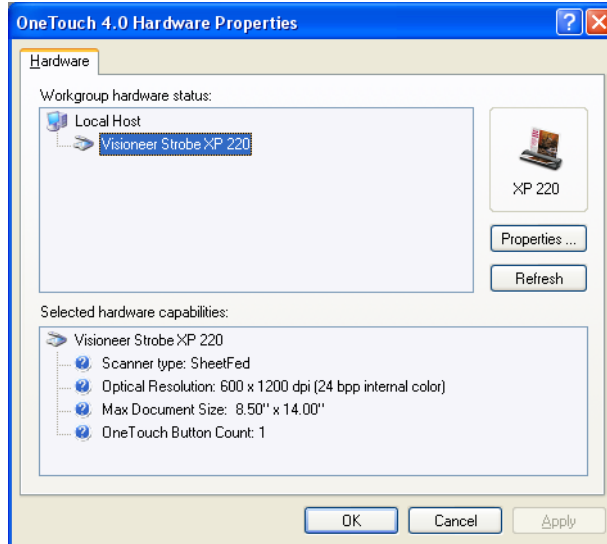 OneTouch 4.0 Hardware Properties
Hardware
Workgroup hardware status:
Local Host
Visioneer Strobe XP 220
XP 220
Properties ...
Refresh
Selected hardware capabilities:
Visioneer Strobe XP 220
Scanner type: SheetFed
Optical Resolution: 600 x 1200 dpi (24 bpp internal color)
Max Document Size: 8.50'' x 14.00''
OneTouch Button Count: 1
OK Cancel Apply